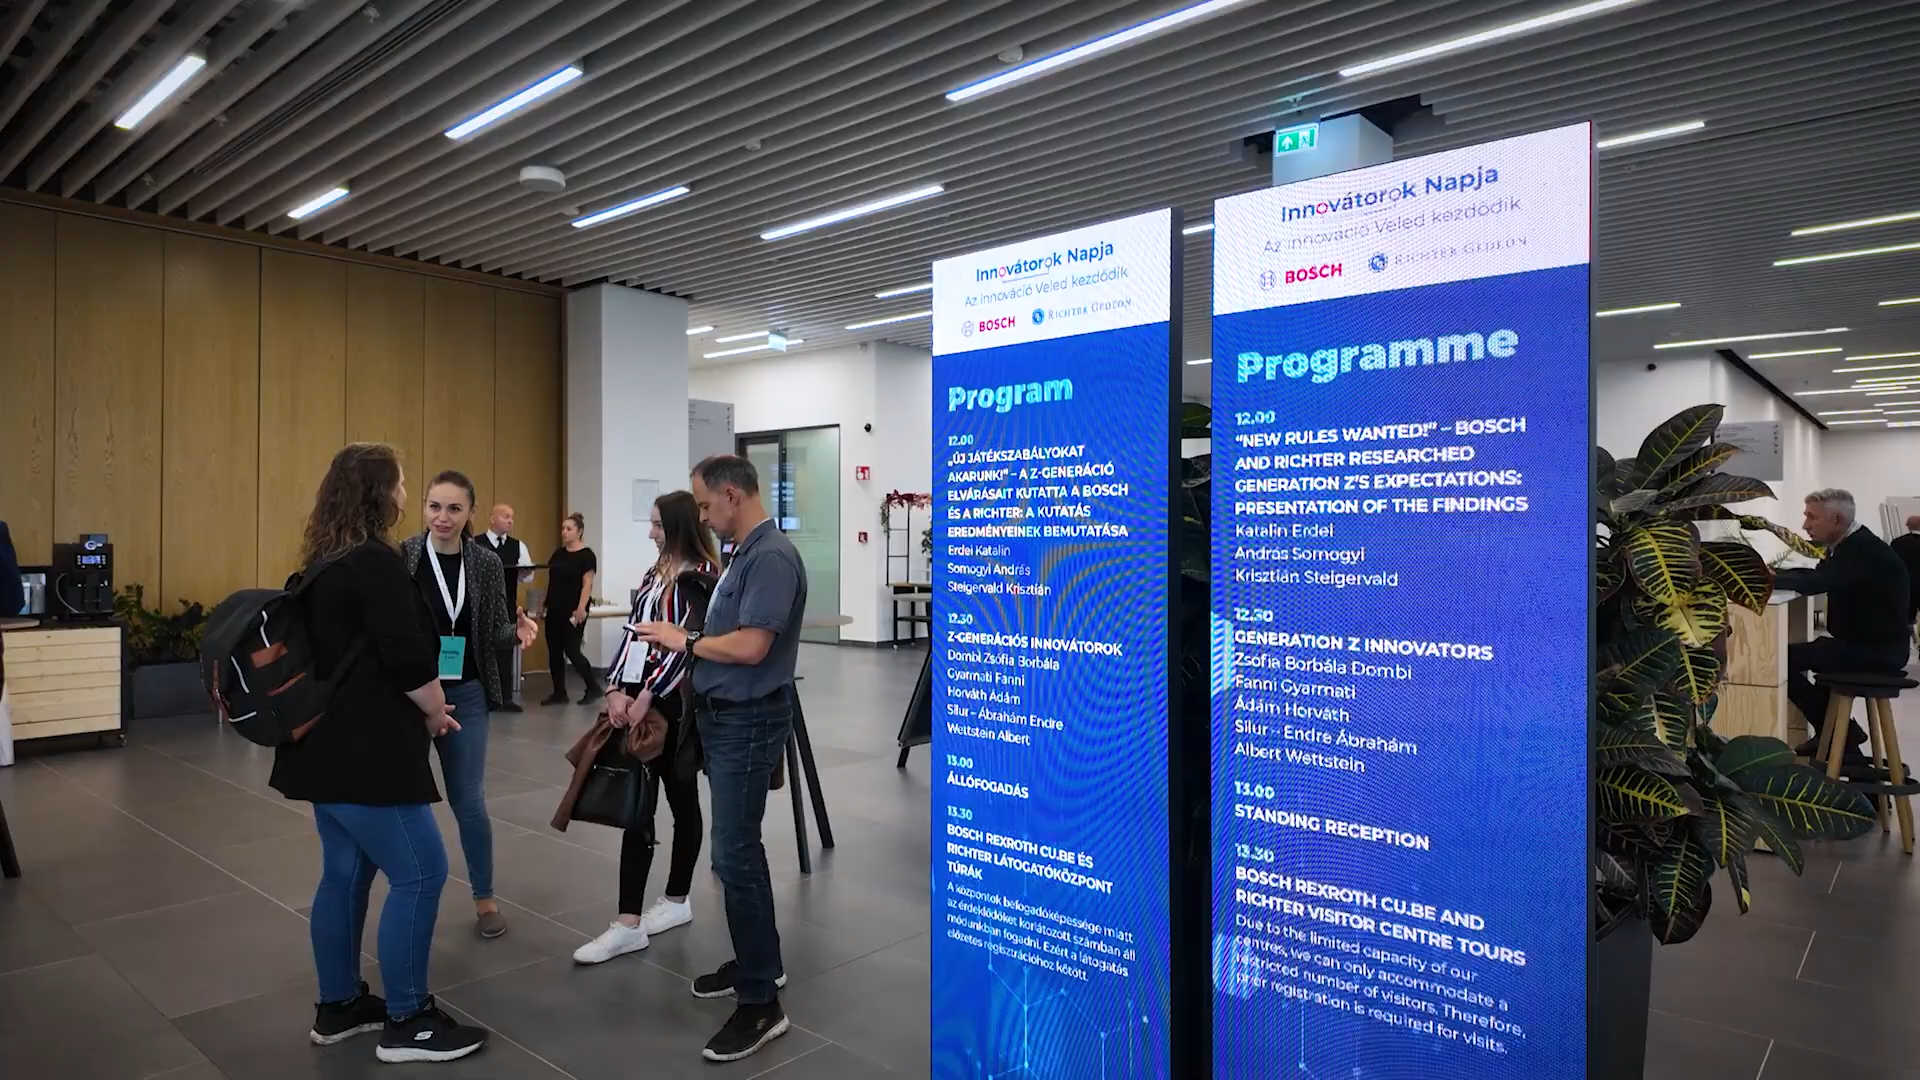 Innovátorok Napja
Az innováció Veled kezdődik
BOSCH
RICHTER GEDEON
Program
12.00
„ÚJ JÁTÉKSZABÁLYOKAT
AKARUNK!” – A Z-GENERÁCIÓ
ELVÁRÁSAIT KUTATTA A BOSCH
ÉS A RICHTER: A KUTATÁS
EREDMÉNYEINEK BEMUTATÁSA
Erdei Katalin
Somogyi András
Steigervald Krisztián
12.30
Z-GENERÁCIÓS INNOVÁTOROK
Dombi Zsófia Borbála
Gyarmati Fanni
Horváth Ádám
Silur – Ábrahám Endre
Wettstein Albert
13.00
ÁLLÓFOGADÁS
13.30
BOSCH REXROTH CU.BE ÉS
RICHTER LÁTOGATÓKÖZPONT
TÚRÁK
A központok befogadóképessége miatt
az érdeklődőket korlátozott számban áll
módunkban fogadni. Ezért a látogatás
előzetes regisztrációhoz kötött.
Innovátorok Napja
Az innováció Veled kezdődik
BOSCH
RICHTER GEDEON
Programme
12.00
“NEW RULES WANTED!” – BOSCH
AND RICHTER RESEARCHED
GENERATION Z'S EXPECTATIONS:
PRESENTATION OF THE FINDINGS
Katalin Erdei
András Somogyi
Krisztián Steigervald
12.30
GENERATION Z INNOVATORS
Zsófia Borbála Dombi
Fanni Gyarmati
Ádám Horváth
Silur – Endre Ábrahám
Albert Wettstein
13.00
STANDING RECEPTION
13.30
BOSCH REXROTH CU.BE AND
RICHTER VISITOR CENTRE TOURS
Due to the limited capacity of our
centres, we can only accommodate a
restricted number of visitors. Therefore,
prior registration is required for visits.